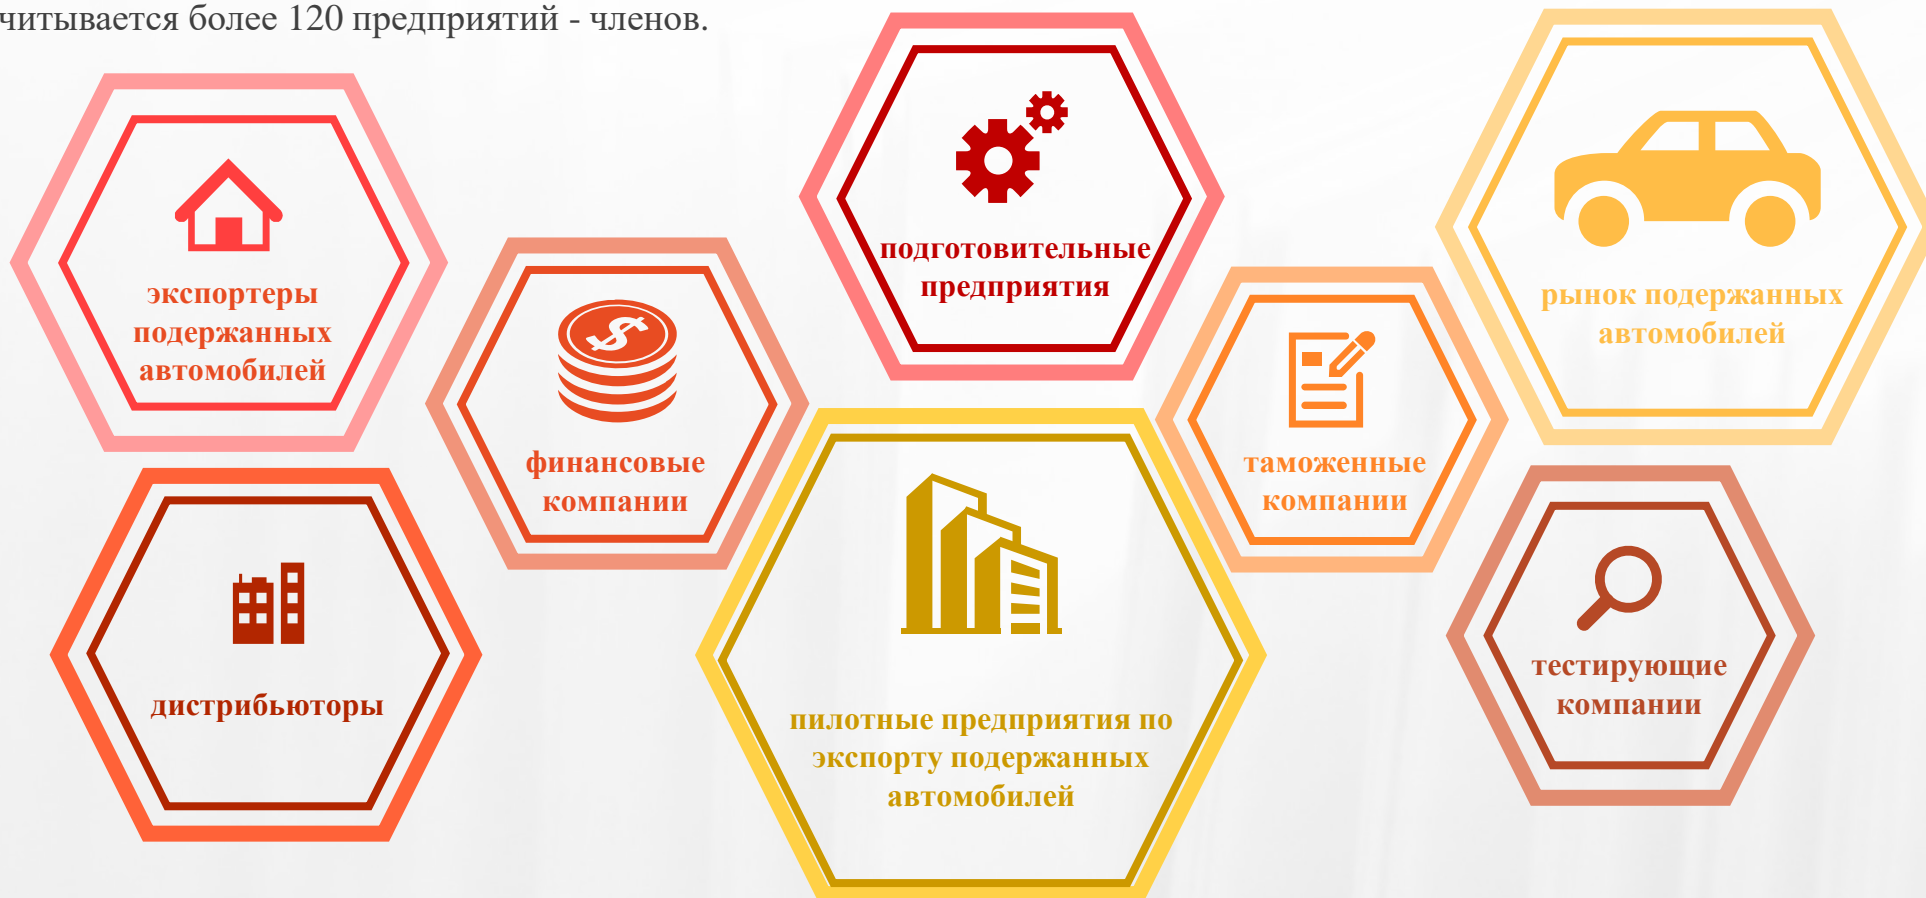 читывается более 120 предприятий - членов.
экспортеры
подержанных
автомобилей
финансовые
компании
подготовительные
предприятия
таможенные
компании
рынок подержанных
автомобилей
дистрибьюторы
пилотные предприятия по
экспорту подержанных
автомобилей
тестирующие
компании